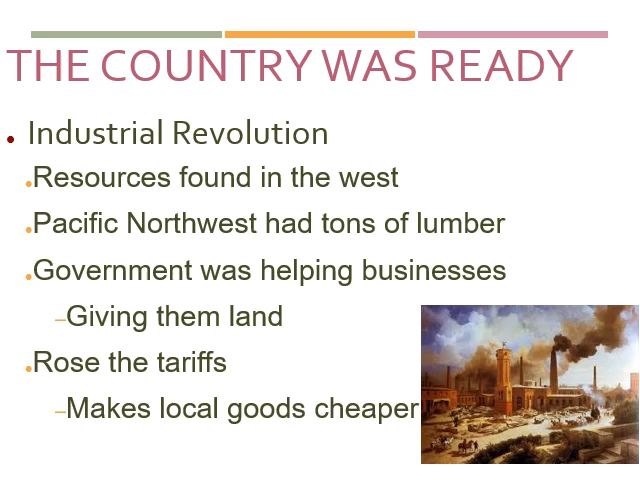 THE COUNTRY WAS READY
• Industrial Revolution
•Resources found in the west
•Pacific Northwest had tons of lumber
•Government was helping businesses
–Giving them land
•Rose the tariffs
–Makes local goods cheaper